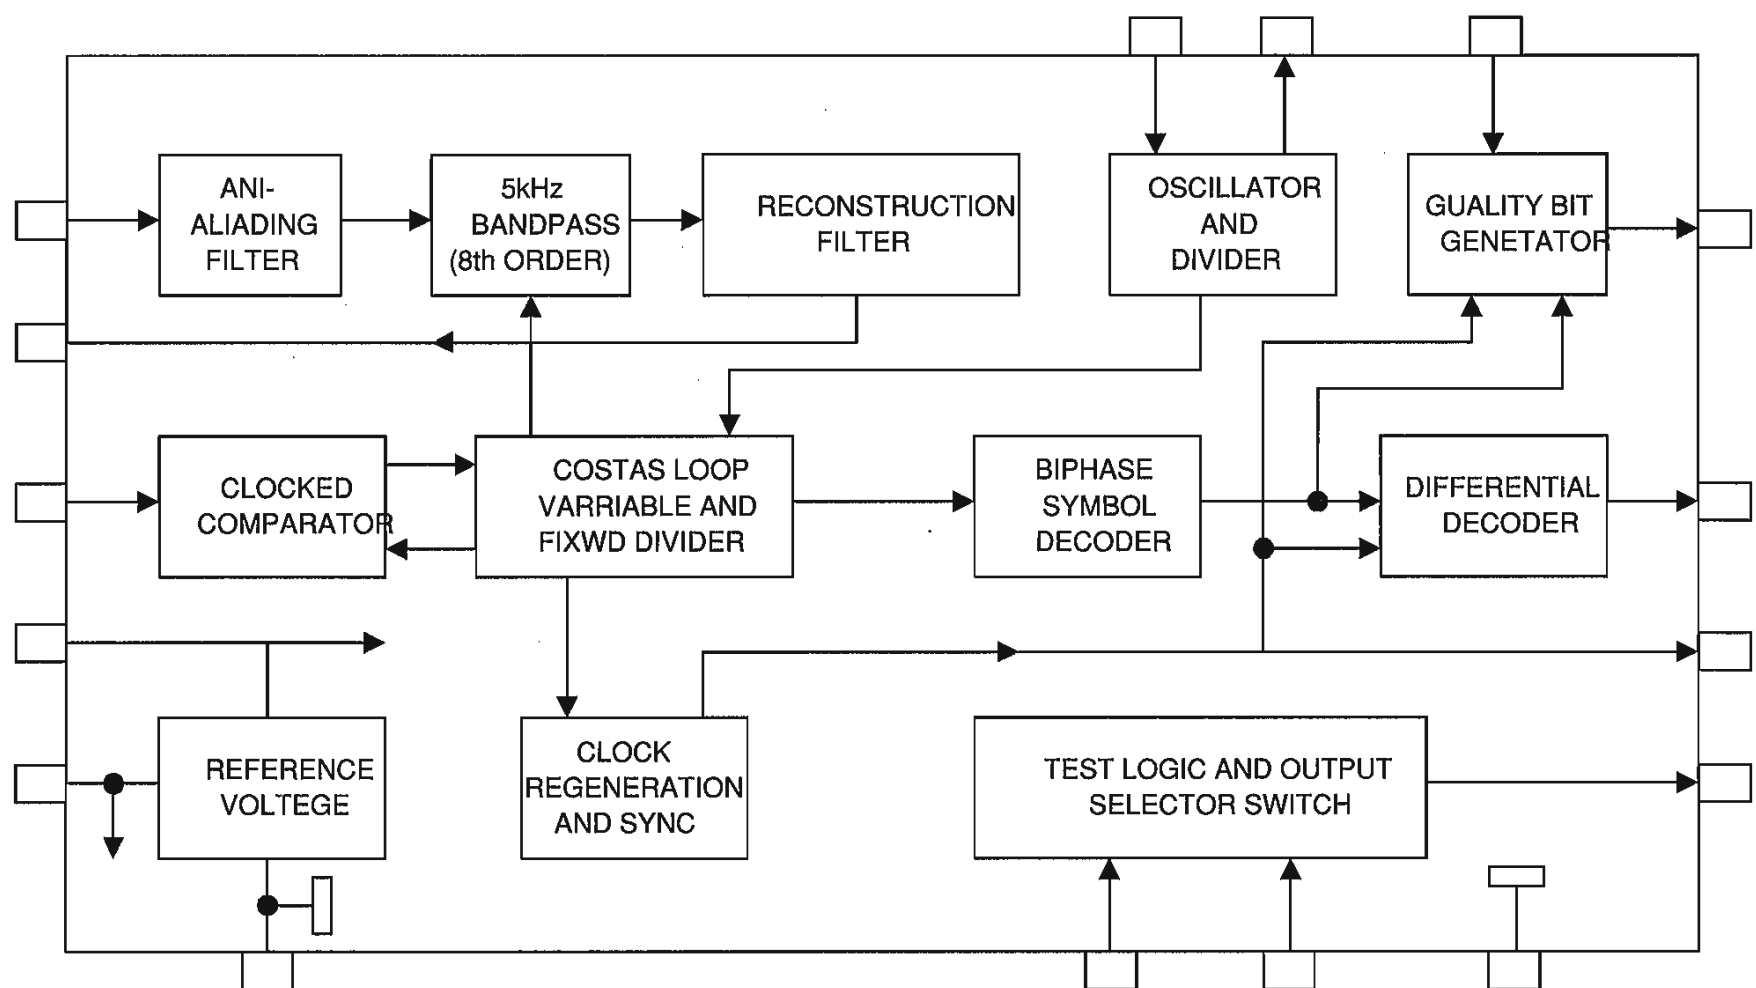 ANI-
ALIADING
FILTER
5kHz
BANDPASS
(8th ORDER)
RECONSTRUCTION
FILTER
OSCILLATOR
AND
DIVIDER
GUALITY BIT
GENETATOR
CLOCKED
COMPARATOR
COSTAS LOOP
VARRIABLE AND
FIXWD DIVIDER
BIPHASE
SYMBOL
DECODER
DIFFERENTIAL
DECODER
REFERENCE
VOLTEGE
CLOCK
REGENERATION
AND SYNC
TEST LOGIC AND OUTPUT
SELECTOR SWITCH